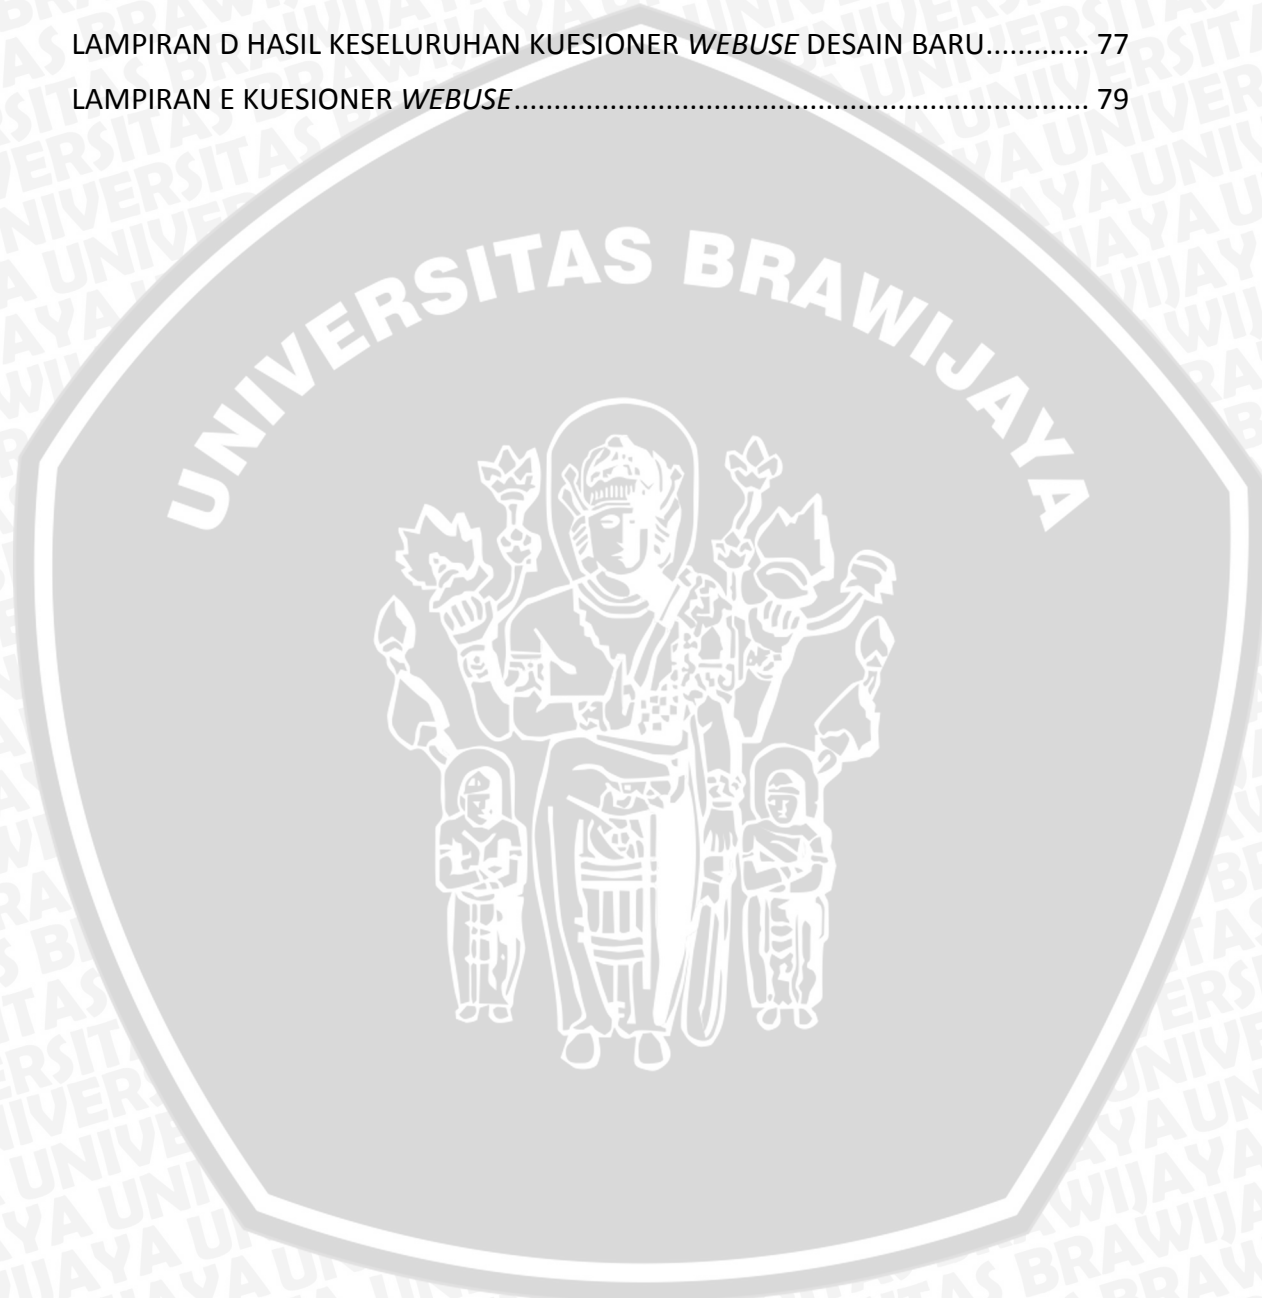 LAMPIRAN D HASIL KESELURUHAN KUESIONER WEBUSE DESAIN BARU............. 77
LAMPIRAN E KUESIONER WEBUSE........................................................................ 79
UNIVERSITAS BRAWIJAYA